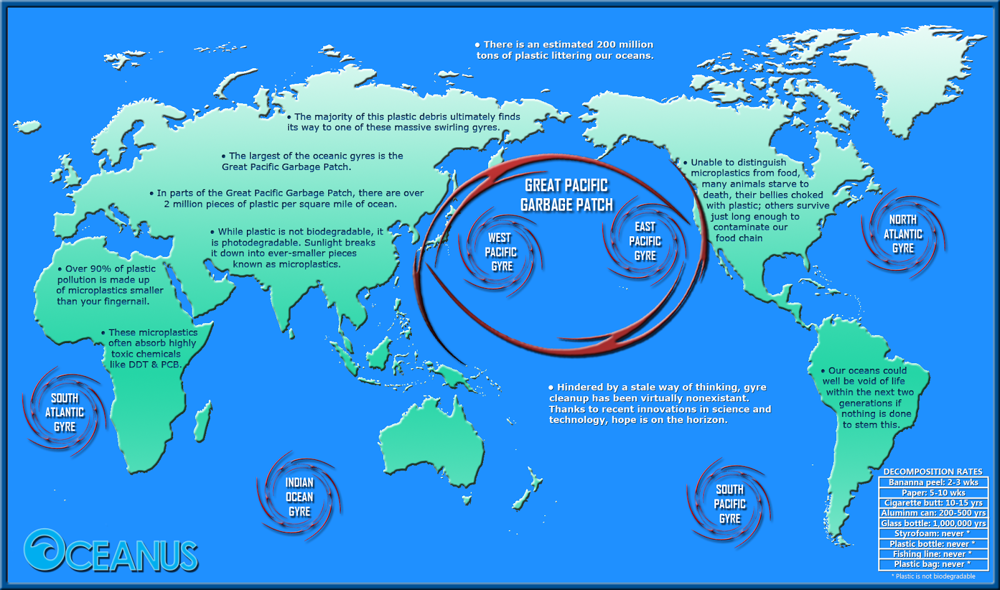 • There is an estimated 200 million
tons of plastic littering our oceans.
• The majority of this plastic debris ultimately finds
its way to one of these massive swirling gyres.
• The largest of the oceanic gyres is the
Great Pacific Garbage Patch.
• In parts of the Great Pacific Garbage Patch, there are over
2 million pieces of plastic per square mile of ocean.
• While plastic is not biodegradable, it
is photodegradable. Sunlight breaks
it down into ever-smaller pieces
known as microplastics.
• Over 90% of plastic
pollution is made up
of microplastics smaller
than your fingernail.
• These microplastics
often absorb highly
toxic chemicals
like DDT & PCB.
GREAT PACIFIC
GARBAGE PATCH
WEST
PACIFIC
GYRE
EAST
PACIFIC
GYRE
• Unable to distinguish
microplastics from food,
many animals starve to
death, their bellies choked
with plastic; others survive
just long enough to
contaminate our
food chain
NORTH
ATLANTIC
GYRE
SOUTH
ATLANTIC
GYRE
INDIAN
OCEAN
GYRE
• Hindered by a stale way of thinking, gyre
cleanup has been virtually nonexistant.
Thanks to recent innovations in science and
technology, hope is on the horizon.
• Our oceans could
well be void of life
within the next two
generations if
nothing is done
to stem this.
SOUTH
PACIFIC
GYRE
DECOMPOSITION RATES
Bananna peel: 2-3 wks
Paper: 5-10 wks
Cigarette butt: 10-15 yrs
Aluminm can: 200-500 yrs
Glass bottle: 1,000,000 yrs
Styrofoam: never *
Plastic bottle: never *
Fishing line: never *
Plastic bag: never *
* Plastic is not biodegradable
OCEANUS